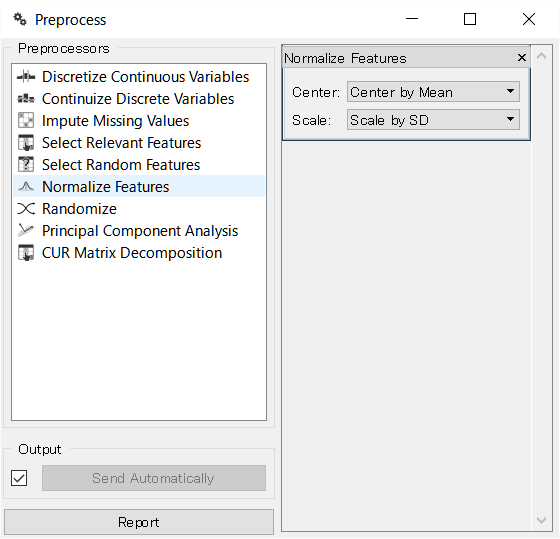 Preprocess
Preprocessors
Discretize Continuous Variables
Continuize Discrete Variables
Impute Missing Values
Select Relevant Features
Select Random Features
Normalize Features
Randomize
Principal Component Analysis
CUR Matrix Decomposition
Output
Send Automatically
Report
Normalize Features
Center: Center by Mean
Scale: Scale by SD